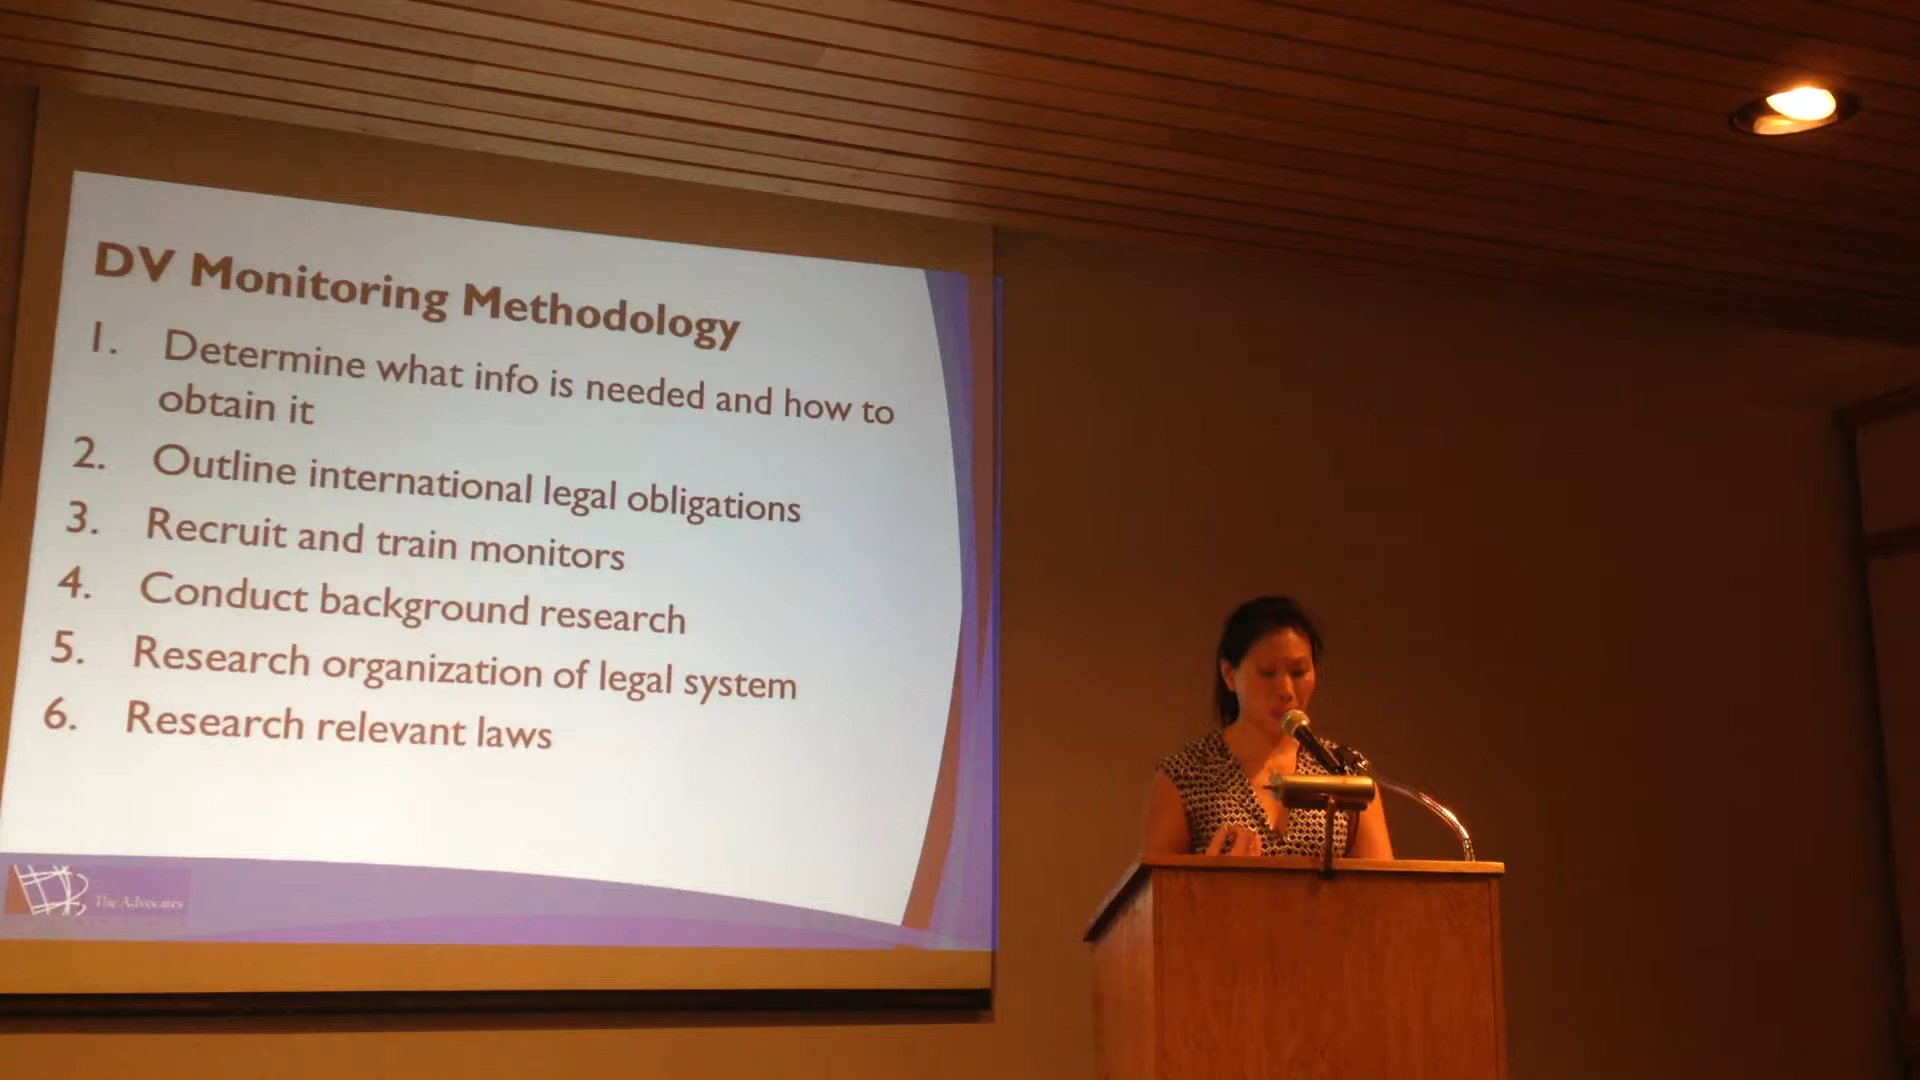 DV Monitoring Methodology
1. Determine what info is needed and how to
obtain it
2. Outline international legal obligations
3. Recruit and train monitors
4. Conduct background research
5. Research organization of legal system
6. Research relevant laws
The Advocates